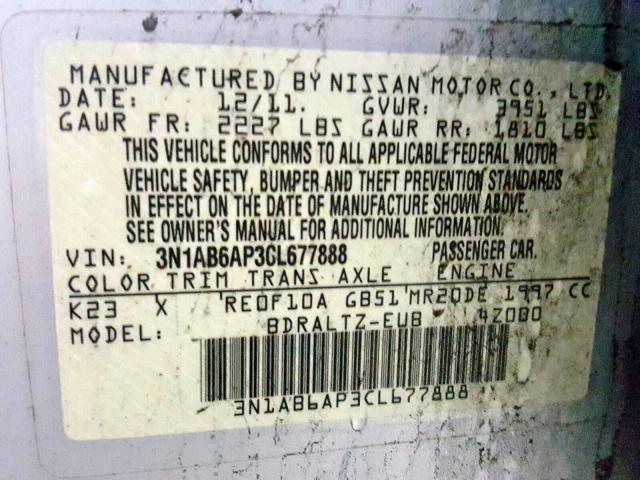 MANUFACTURED BY NISSAN MOTOR CO., LTD.
DATE: 12/11. GVWR: 3951 LBS
GAWR FR: 2227 LBS GAWR RR: 1810 LBS
THIS VEHICLE CONFORMS TO ALL APPLICABLE FEDERAL MOTOR
VEHICLE SAFETY, BUMPER AND THEFT PREVENTION STANDARDS
IN EFFECT ON THE DATE OF MANUFACTURE SHOWN ABOVE.
SEE OWNER'S MANUAL FOR ADDITIONAL INFORMATION.
VIN: 3N1AB6AP3CL677888 PASSENGER CAR.
COLOR TRIM TRANS AXLE ENGINE
K23 X RE0F10A GB51 MR20DE 1997 CC
MODEL: BDRALTZ-EUB 4Z000
3N1AB6AP3CL677888